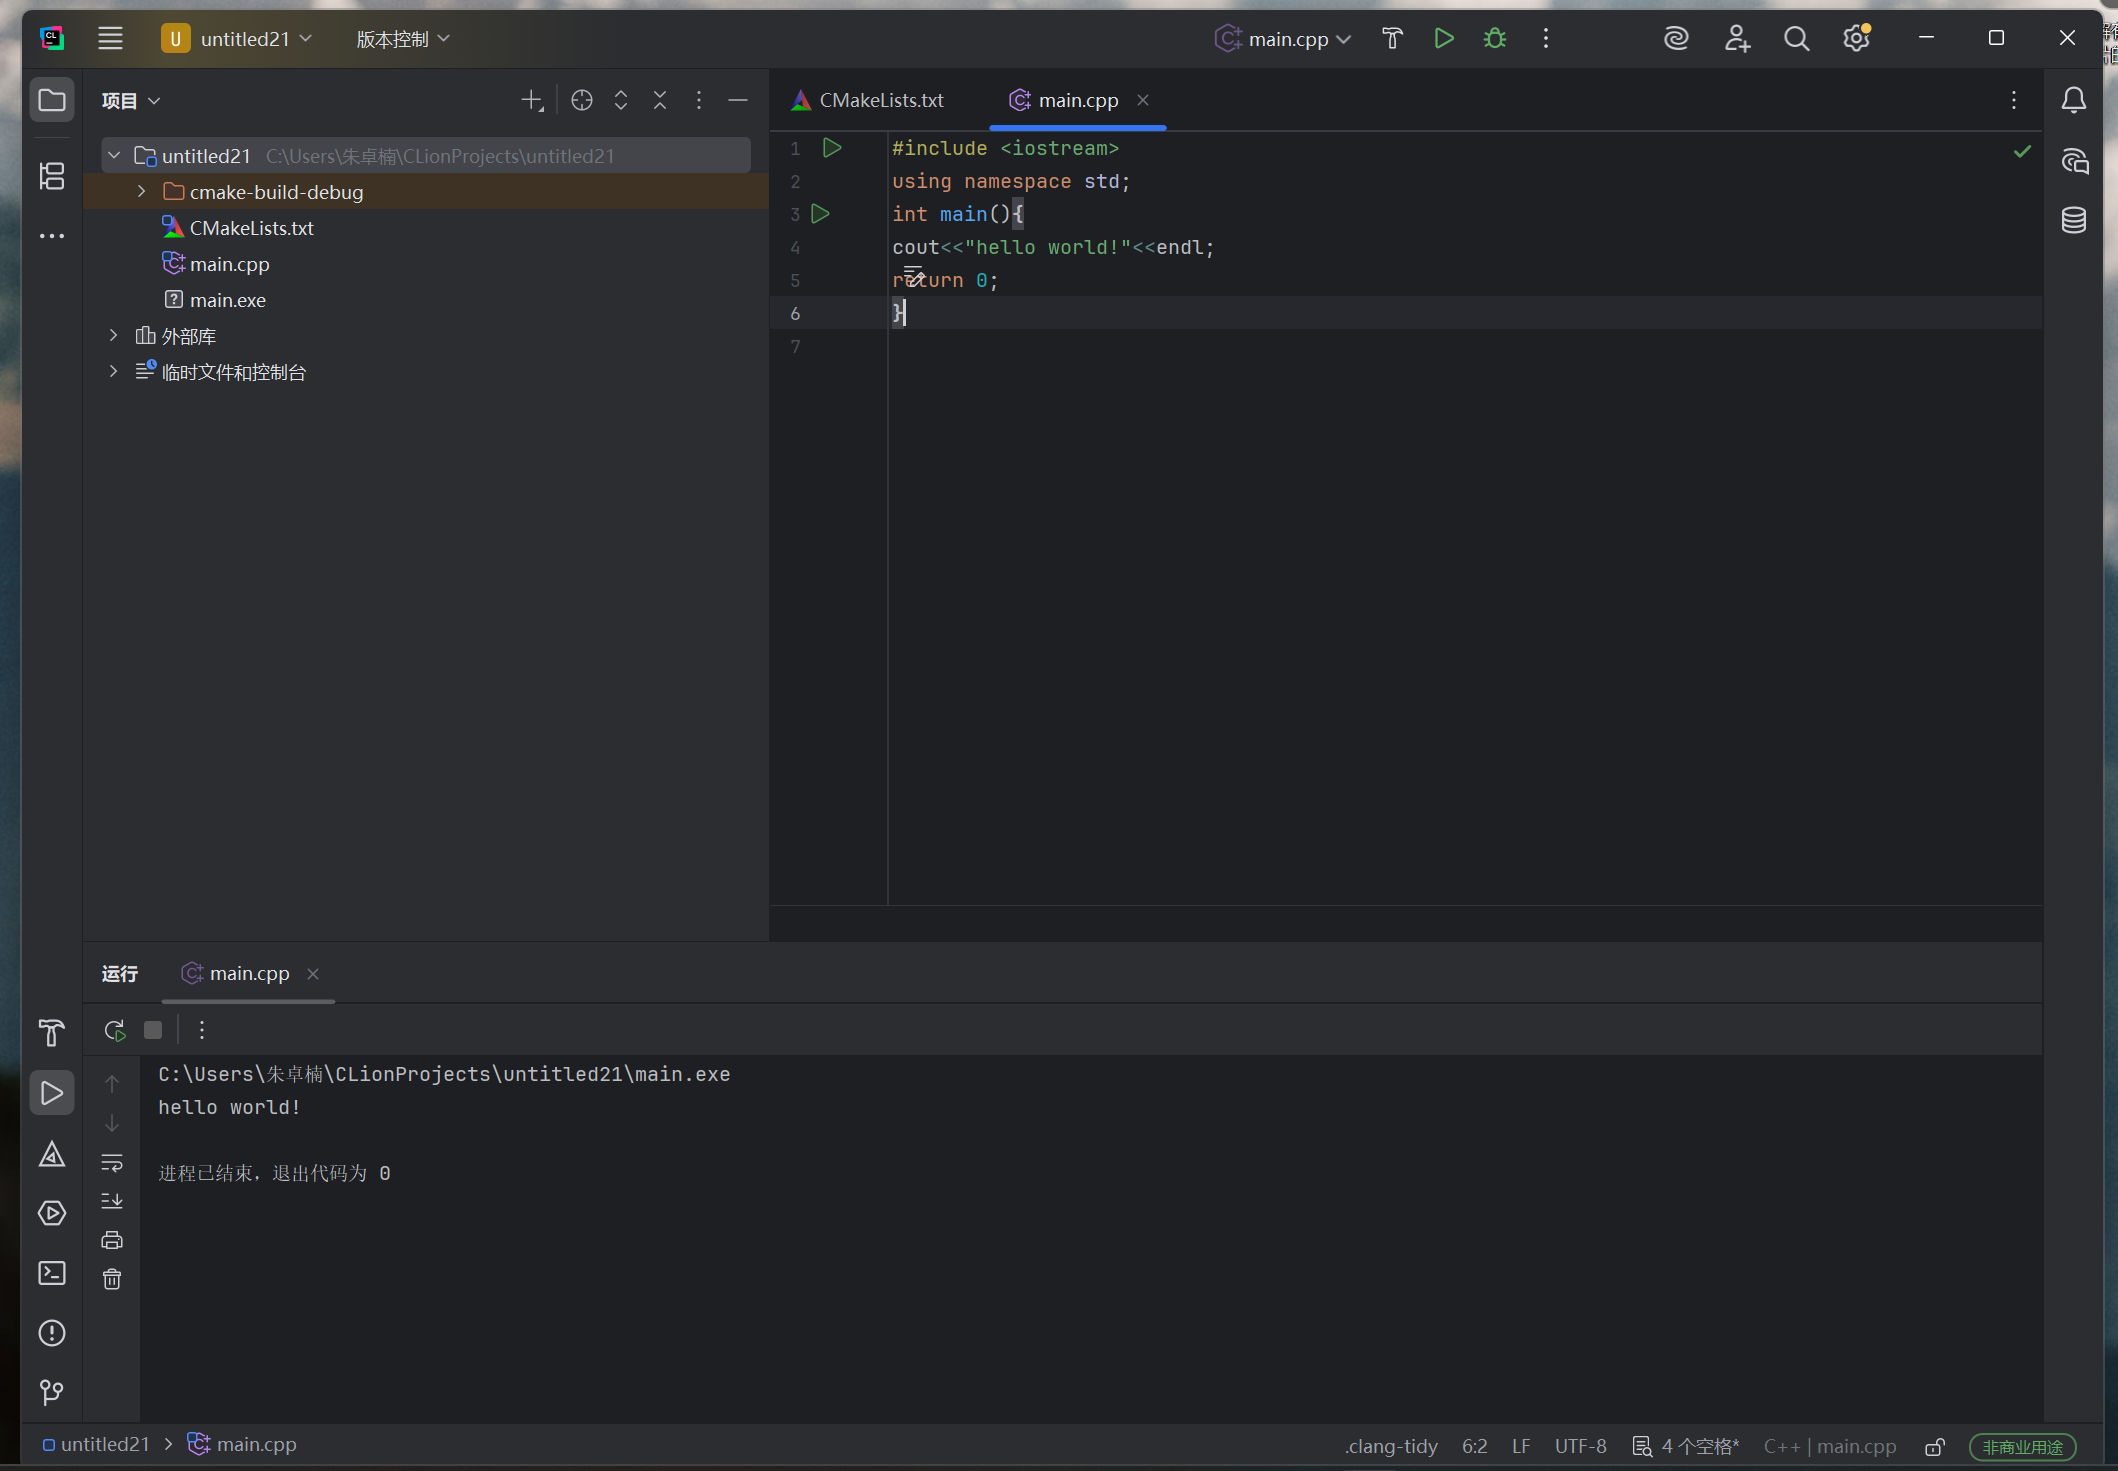 U untitled21 版本控制 main.cpp
项目
untitled21 C:\Users\朱卓楠\CLionProjects\untitled21
cmake-build-debug
CMakeLists.txt
main.cpp
main.exe
外部库
临时文件和控制台
CMakeLists.txt main.cpp
1 #include <iostream>
2 using namespace std;
3 int main(){
4 cout<<"hello world!"<<endl;
5 return 0;
6 }
7
运行 main.cpp
C:\Users\朱卓楠\CLionProjects\untitled21\main.exe
hello world!
进程已结束，退出代码为 0
untitled21 > main.cpp .clang-tidy 6:2 LF UTF-8 4 个空格* C++ | main.cpp 非商业用途